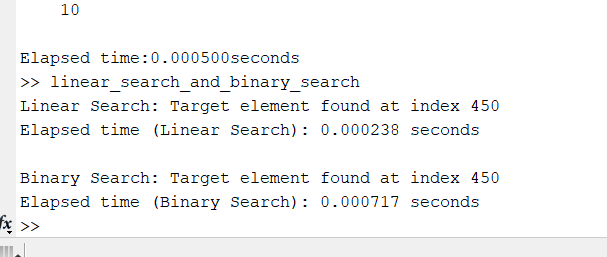 10
Elapsed time:0.000500seconds
>> linear_search_and_binary_search
Linear Search: Target element found at index 450
Elapsed time (Linear Search): 0.000238 seconds
Binary Search: Target element found at index 450
Elapsed time (Binary Search): 0.000717 seconds
fx >>